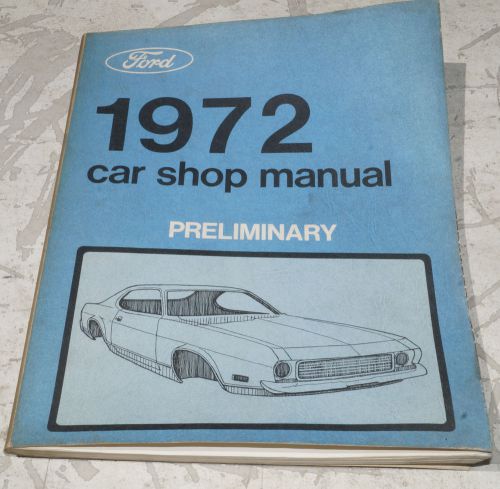 Ford
1972
car shop manual
PRELIMINARY